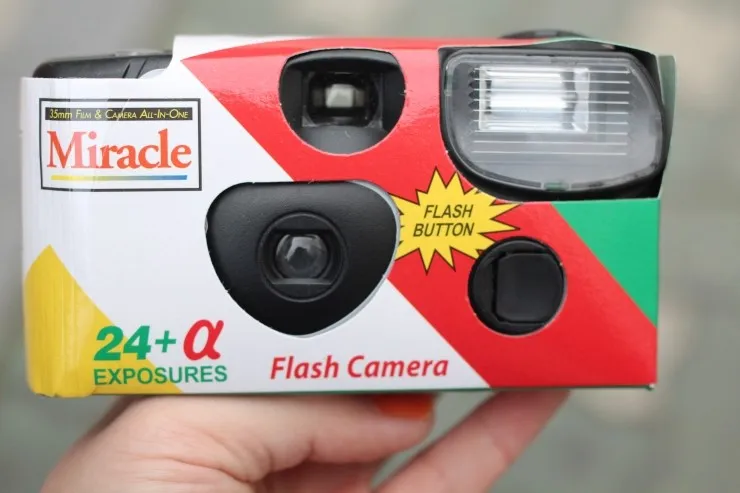 35mm Film & Camera All-In-One
Miracle
FLASH
BUTTON
24+α
EXPOSURES
Flash Camera